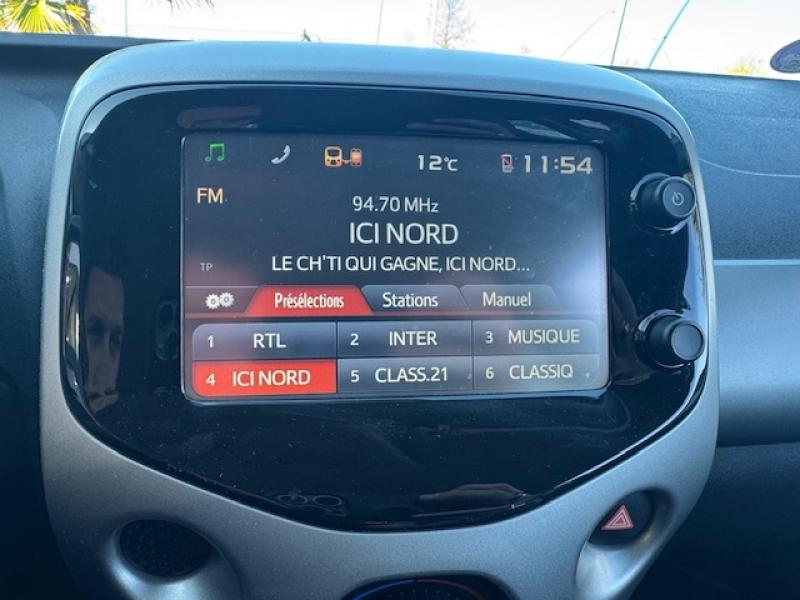 12°C 11:54
FM
94.70 MHz
ICI NORD
LE CH'TI QUI GAGNE, ICI NORD...
TP
Présélections Stations Manuel
1 RTL 2 INTER 3 MUSIQUE
4 ICI NORD 5 CLASS.21 6 CLASSIQ